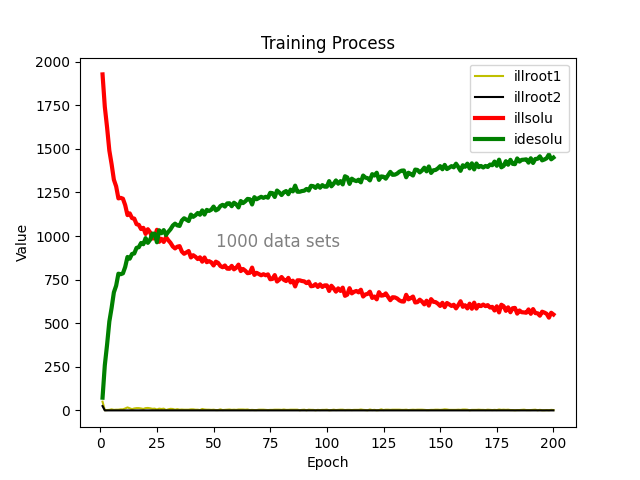 Training Process
Value
2000
1750
1500
1250
1000
750
500
250
0
illroot1
illroot2
illsolu
idesolu
1000 data sets
0 25 50 75 100 125 150 175 200
Epoch